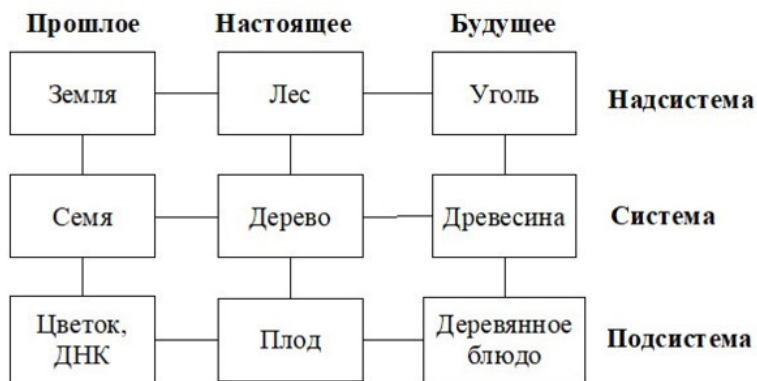 Прошлое Настоящее Будущее
Земля Лес Уголь Надсистема
Семя Дерево Древесина Система
Цветок, ДНК Плод Деревянное блюдо Подсистема